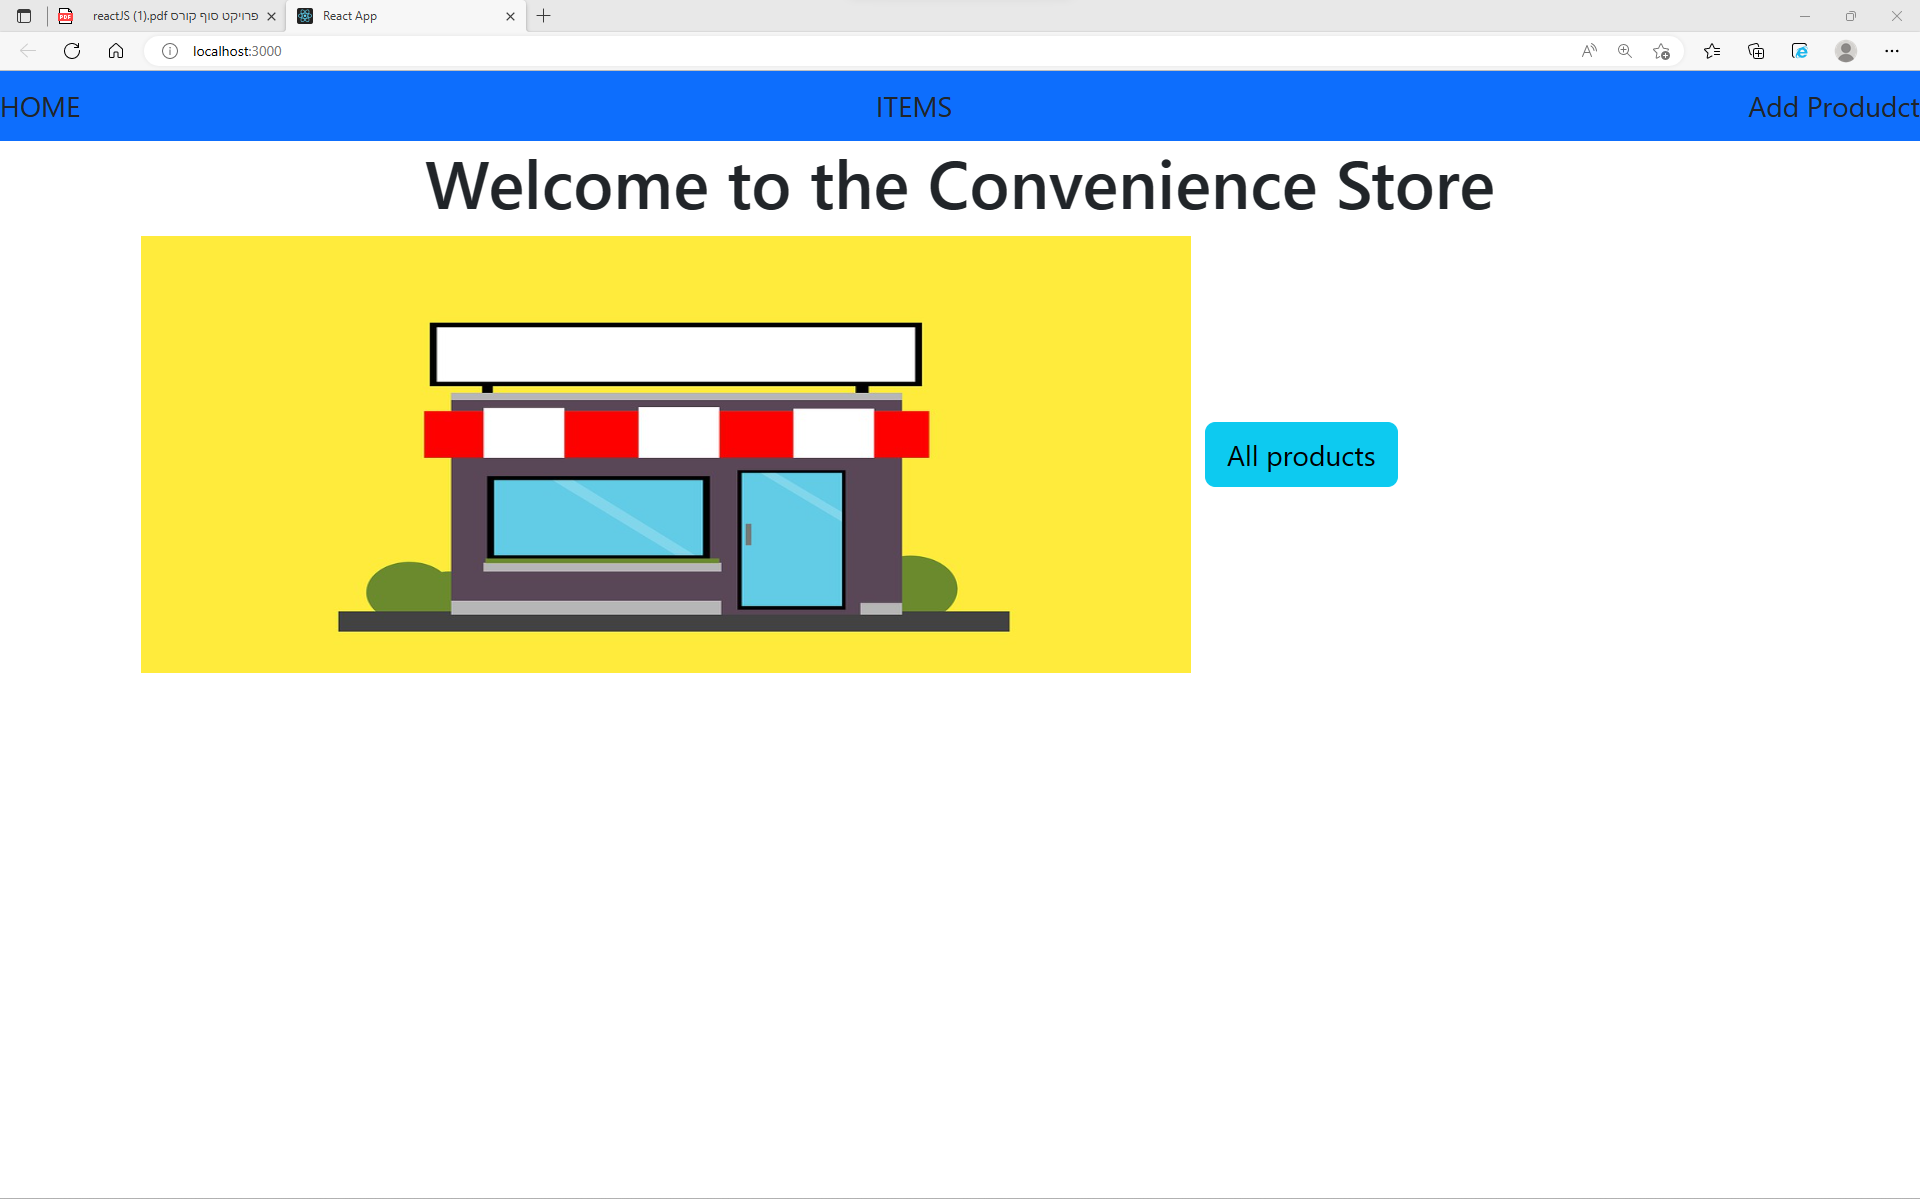 פרויקט סוף קורס reactJS (1).pdf
React App
localhost:3000
HOME
ITEMS
Add Produdct
Welcome to the Convenience Store
All products